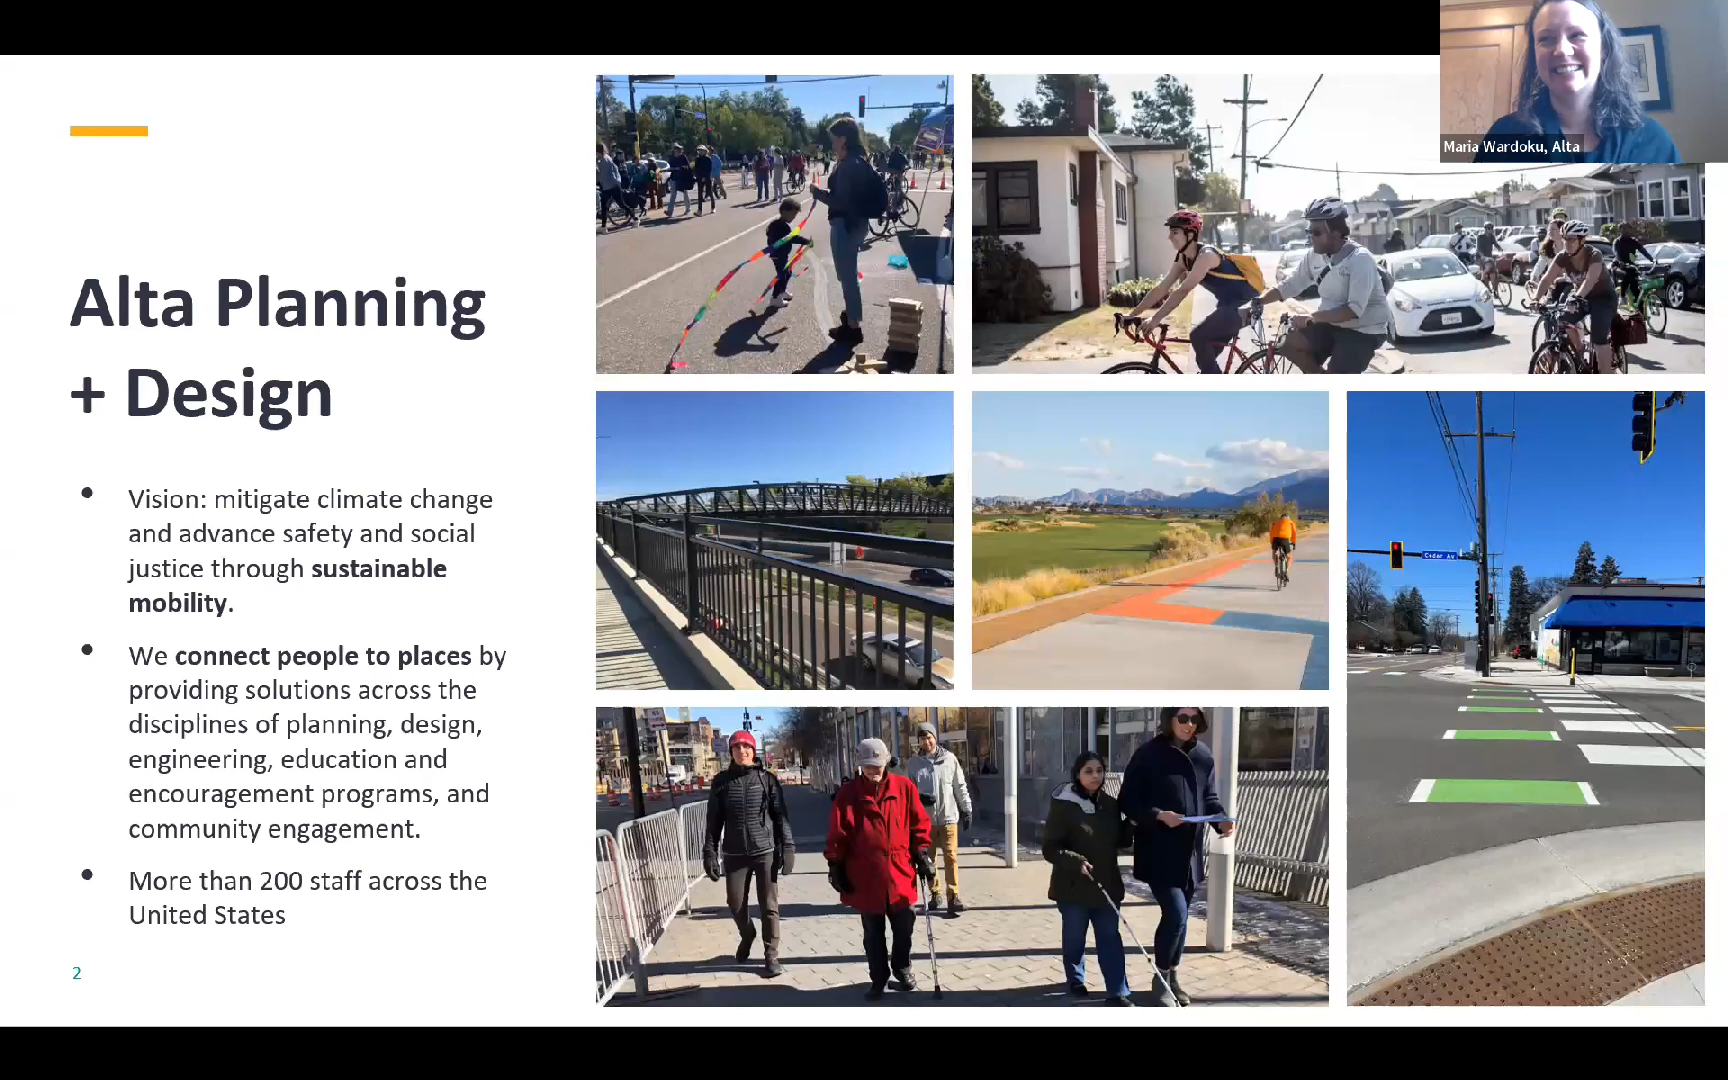 Maria Wardoku, Alta
Alta Planning
+ Design
• Vision: mitigate climate change
and advance safety and social
justice through sustainable
mobility.
• We connect people to places by
providing solutions across the
disciplines of planning, design,
engineering, education and
encouragement programs, and
community engagement.
• More than 200 staff across the
United States
2
Cedar Av